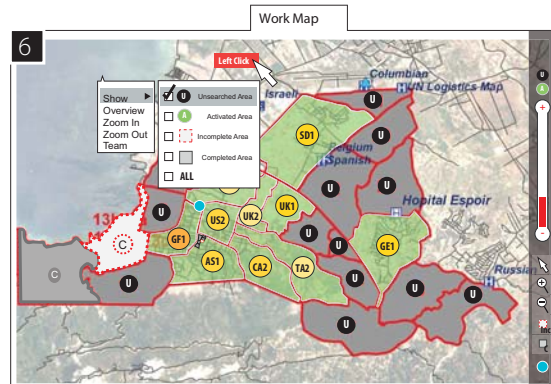 Work Map
6
Left Click
Columbian
UN Logistics Map
Israeli
Show
Overview
Zoom In
Zoom Out
Team
U Unsearched Area
A Activated Area
Incomplete Area
Completed Area
ALL
U
A
+
-
U
U
SD1
Belgium
Spanish
U
U
Hopital Espoir
UK1
UK2
US2
U
GF1
GE1
U
U
C
AS1
CA2
TA2
U
U
U
U
Russian
C
U
U
Inc